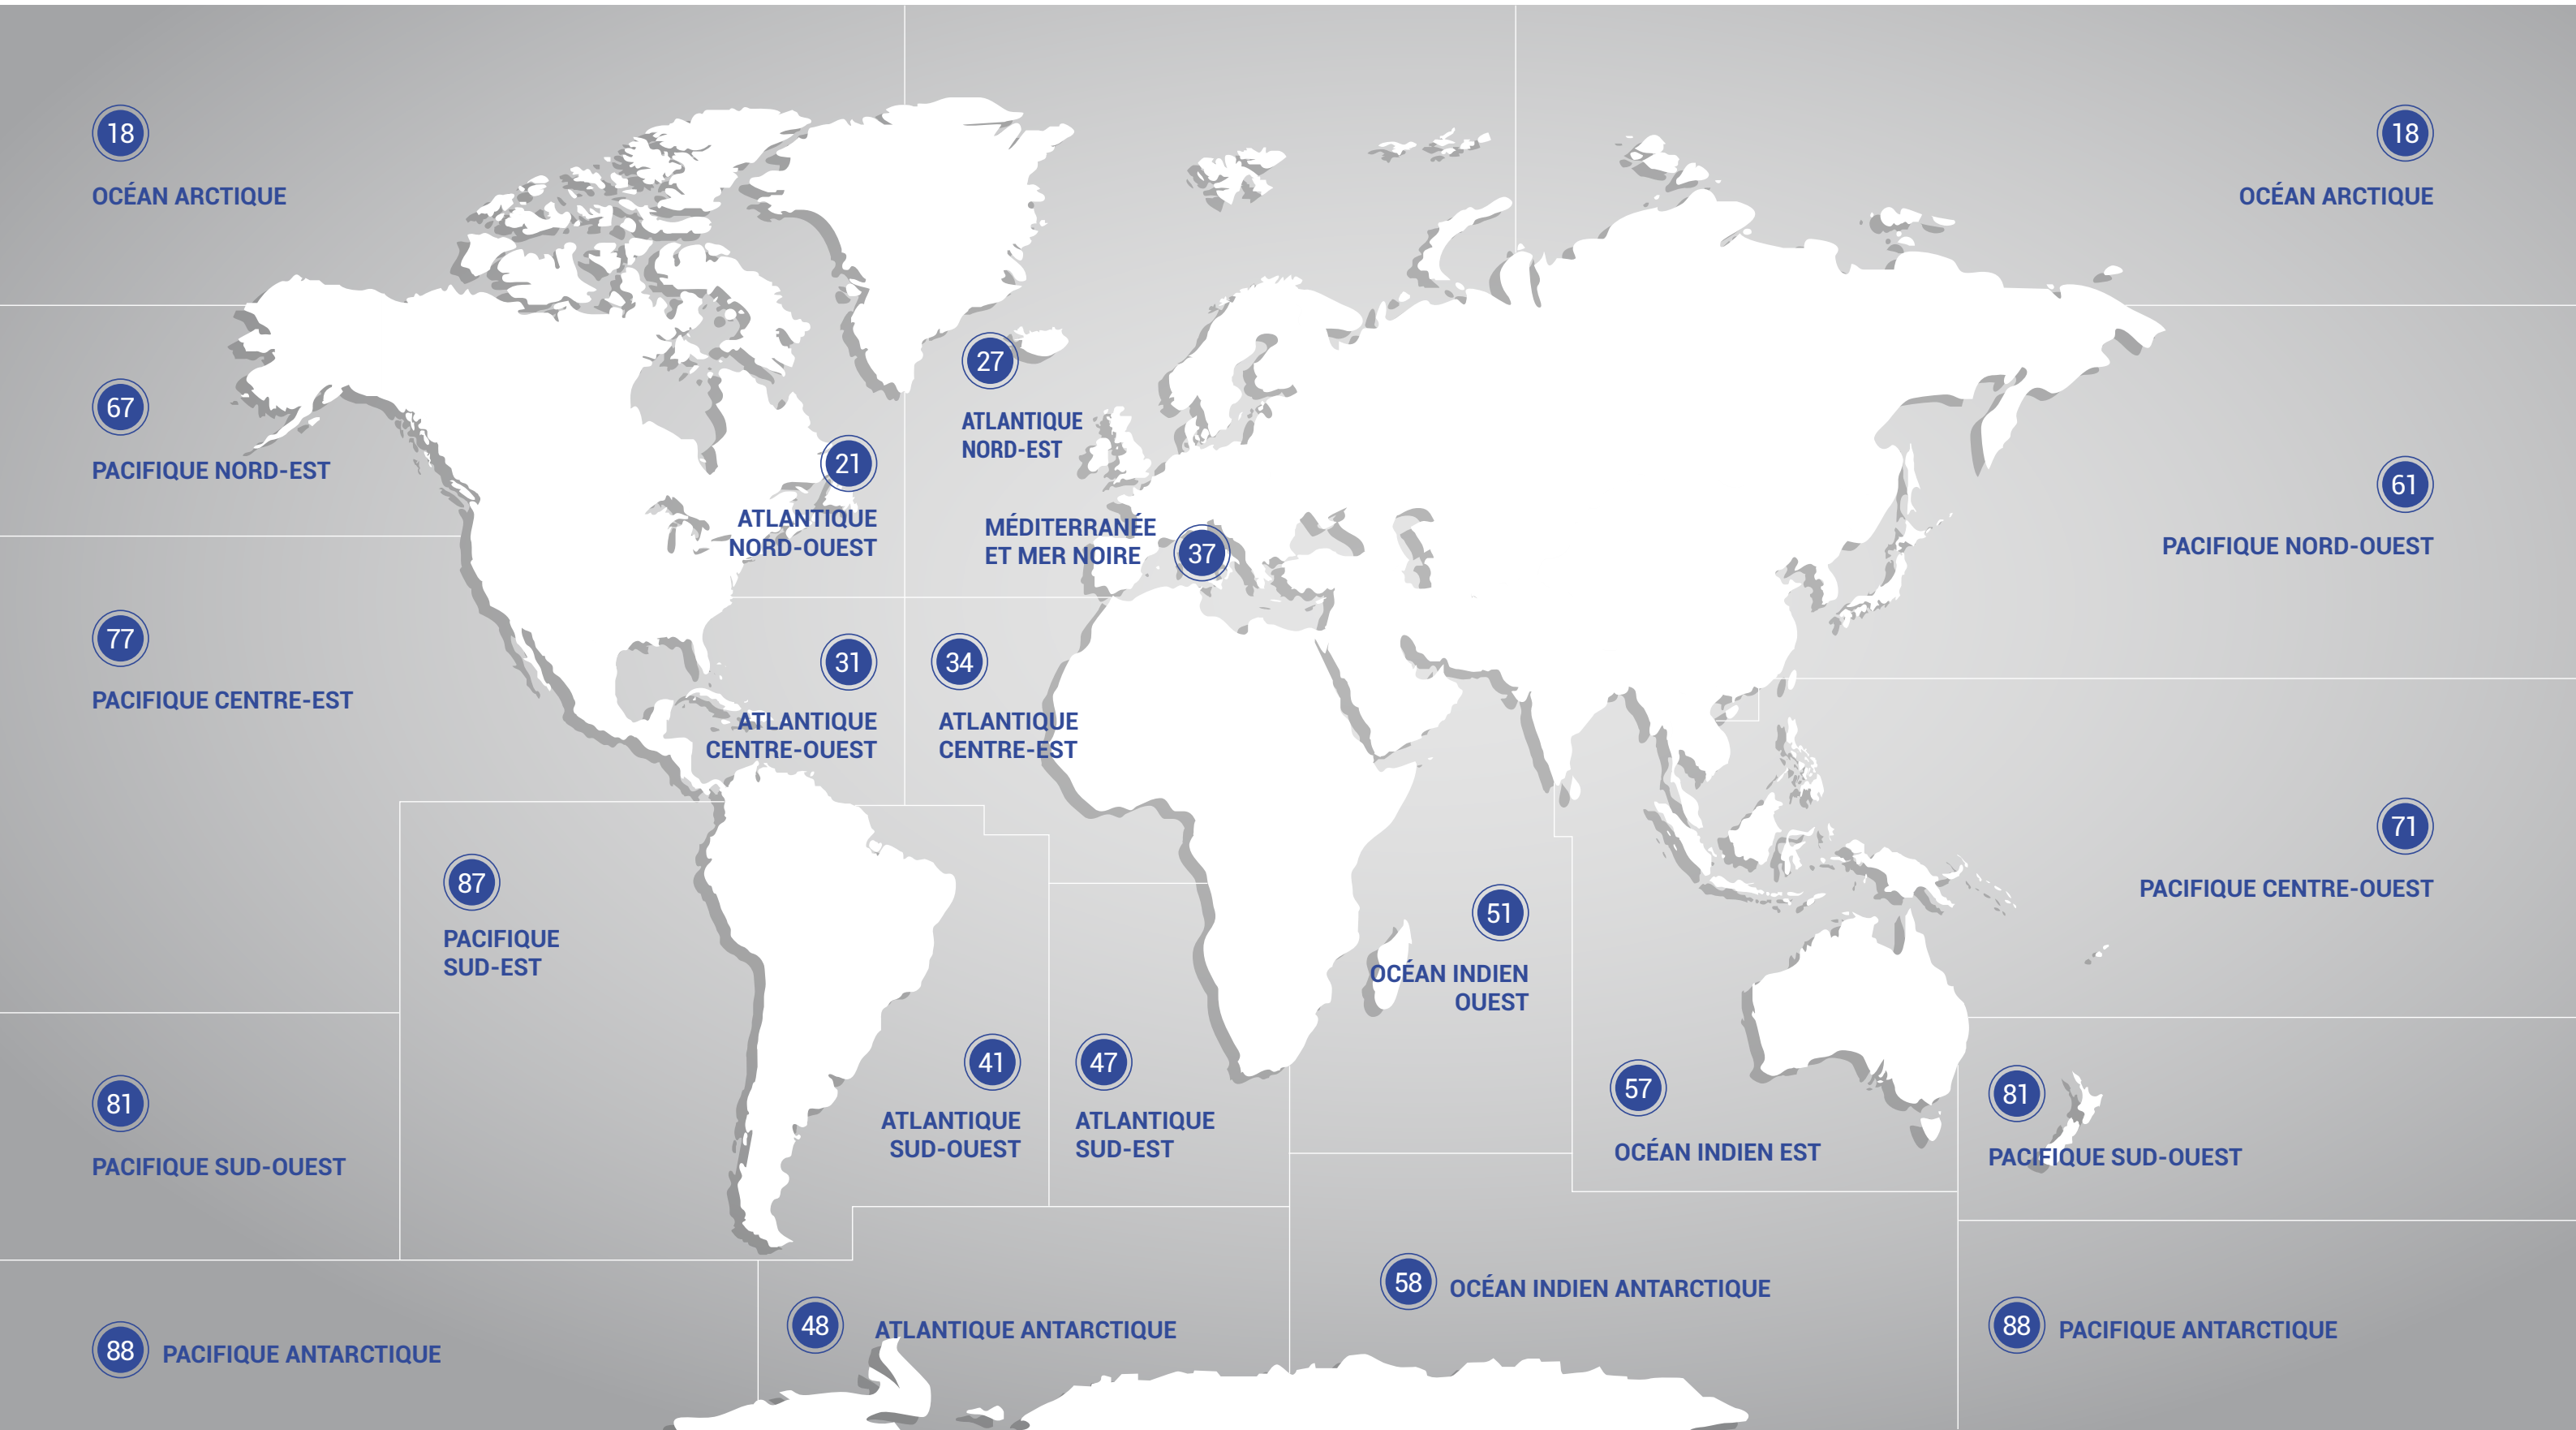 18
OCÉAN ARCTIQUE
18
OCÉAN ARCTIQUE
27
ATLANTIQUE
NORD-EST
67
PACIFIQUE NORD-EST
21
ATLANTIQUE
NORD-OUEST
61
PACIFIQUE NORD-OUEST
MÉDITERRANÉE
ET MER NOIRE
37
77
PACIFIQUE CENTRE-EST
31
ATLANTIQUE
CENTRE-OUEST
34
ATLANTIQUE
CENTRE-EST
71
PACIFIQUE CENTRE-OUEST
87
PACIFIQUE
SUD-EST
51
OCÉAN INDIEN
OUEST
41
ATLANTIQUE
SUD-OUEST
47
ATLANTIQUE
SUD-EST
57
OCÉAN INDIEN EST
81
PACIFIQUE SUD-OUEST
81
PACIFIQUE SUD-OUEST
58
OCÉAN INDIEN ANTARCTIQUE
48
ATLANTIQUE ANTARCTIQUE
88
PACIFIQUE ANTARCTIQUE
88
PACIFIQUE ANTARCTIQUE